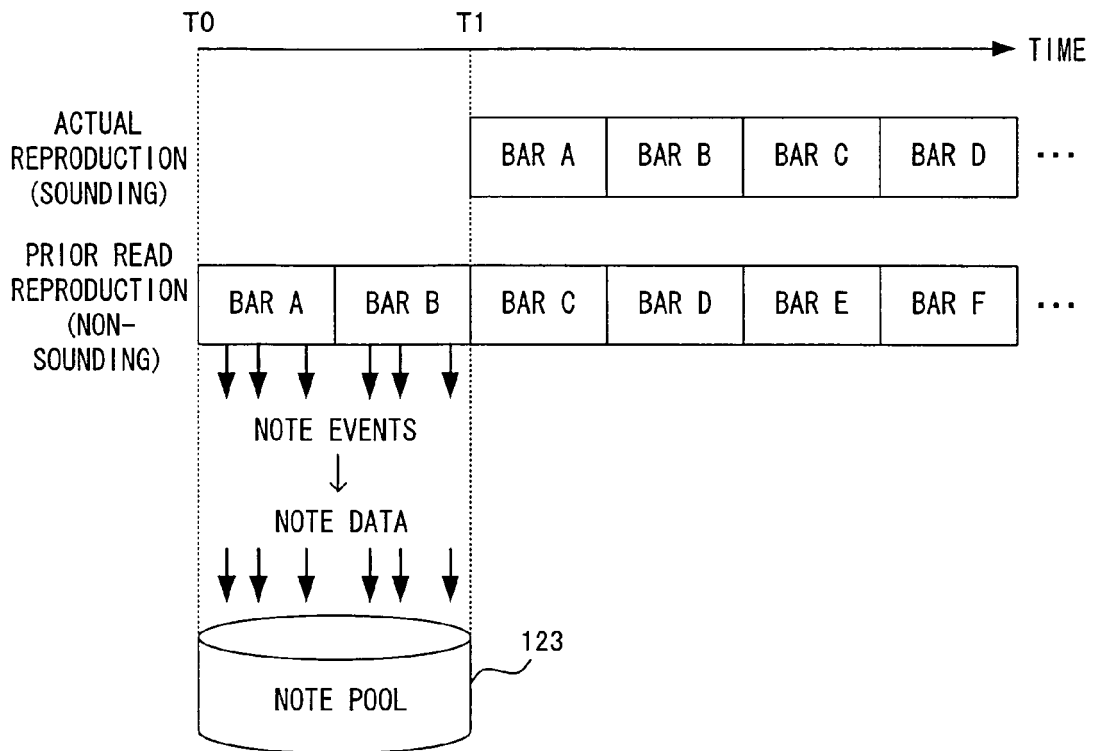 T0 T1
TIME
ACTUAL
REPRODUCTION
(SOUNDING)
BAR A BAR B BAR C BAR D ...
PRIOR READ
REPRODUCTION
(NON-
SOUNDING)
BAR A BAR B BAR C BAR D BAR E BAR F ...
NOTE EVENTS
NOTE DATA
123
NOTE POOL